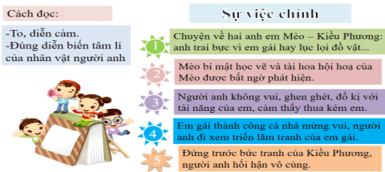 Cách đọc:
-To, diễn cảm.
-Đúng diễn biến tâm lí
của nhân vật người anh
Sự việc chính
1
Chuyện về hai anh em Mèo – Kiều Phương:
anh trai bực vì em gái hay lục lọi đồ vật...
2
Mèo bí mật học vẽ và tài hoa hội hoạ của
Mèo được bất ngờ phát hiện.
3
Người anh không vui, ghen ghét, đố kị với
tài năng của em, cảm thấy thua kém em.
4
Em gái thành công cả nhà mừng vui, người
anh đi xem triển lãm tranh của em gái.
5
Đứng trước bức tranh của Kiều Phương,
người anh hối hận vô cùng.